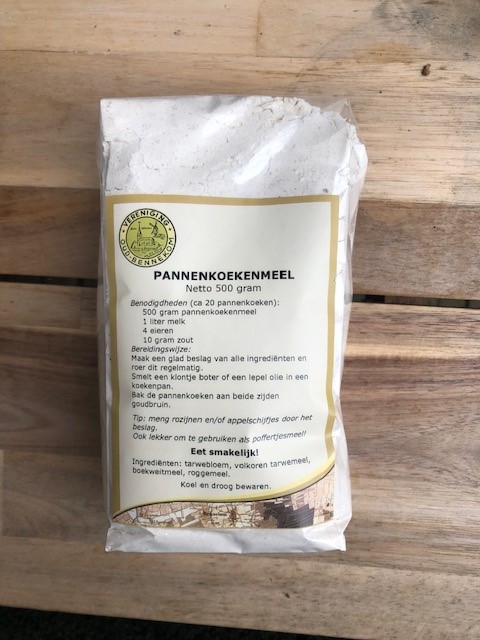 VERENIGING
OUD-BENNEKOM
PANNENKOEKENMEEL
Netto 500 gram
Benodigdheden (ca 20 pannenkoeken):
500 gram pannenkoekenmeel
1 liter melk
4 eieren
10 gram zout
Bereidingswijze:
Maak een glad beslag van alle ingrediënten en
roer dit regelmatig.
Smelt een klontje boter of een lepel olie in een
koekenpan.
Bak de pannenkoeken aan beide zijden
goudbruin.
Tip: meng rozijnen en/of appelschijfjes door het
beslag.
Ook lekker om te gebruiken als poffertjesmeel!
Eet smakelijk!
Ingrediënten: tarwebloem, volkoren tarwemeel,
boekweitmeel, roggemeel.
Koel en droog bewaren.